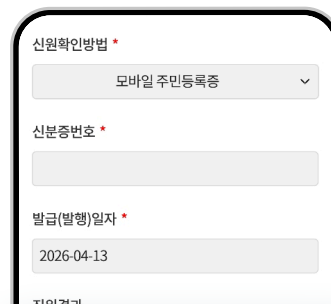 신원확인방법 *
모바일 주민등록증
신분증번호 *
발급(발행)일자 *
2026-04-13